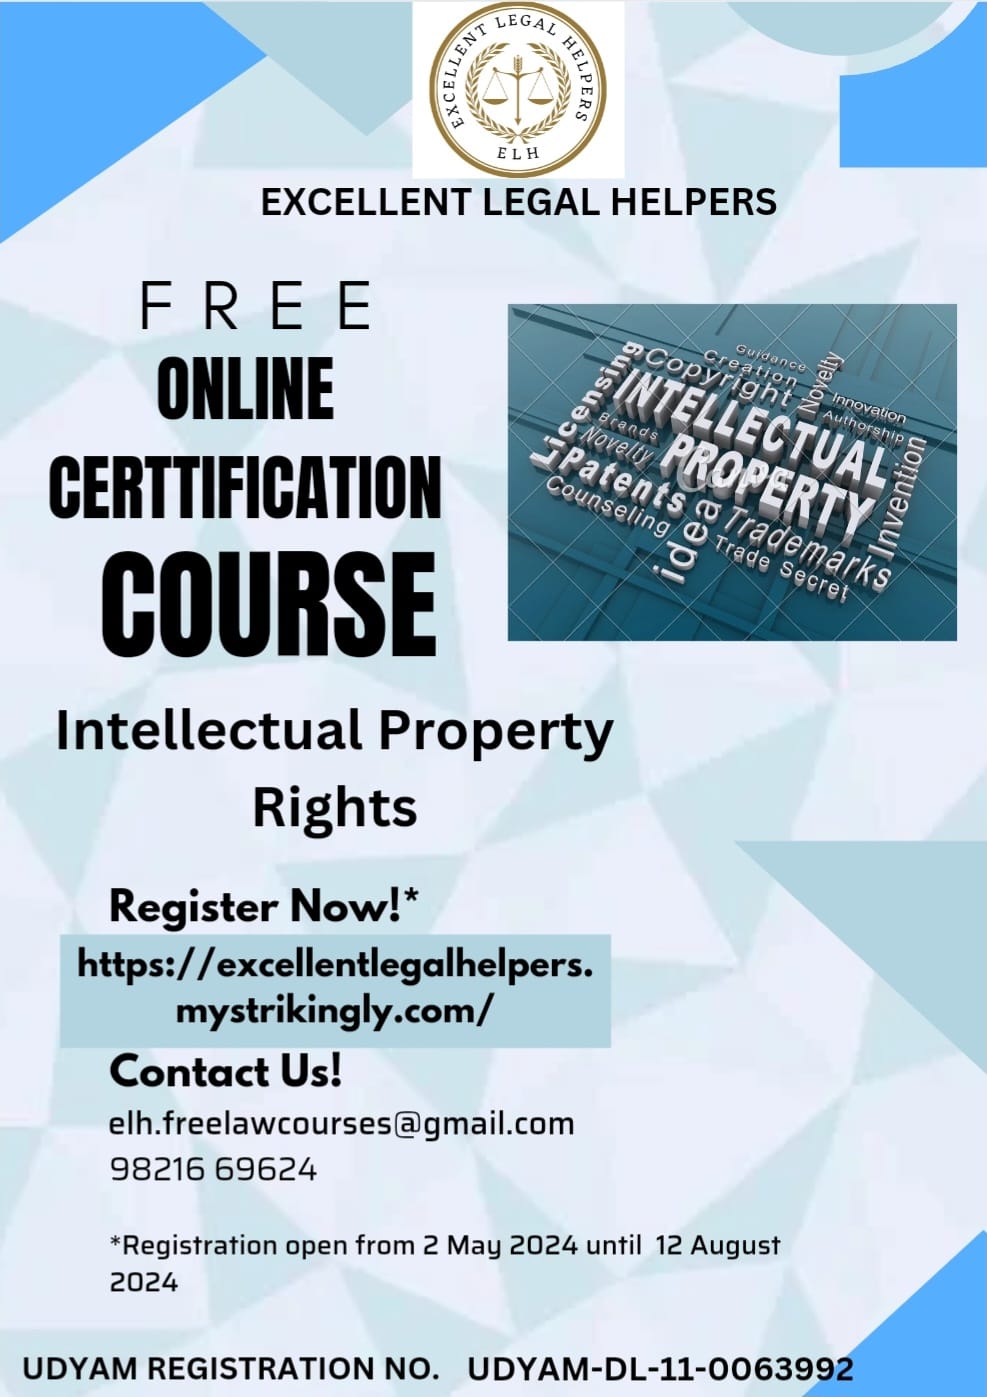 EXCELLENT LEGAL HELPERS
ELH
EXCELLENT LEGAL HELPERS
FREE
ONLINE
CERTTIFICATION
COURSE
Guidance
Creation
Copyright
Novelty
Innovation
Authorship
Licensing
INTELLECTUAL
Brands
PROPERTY
Novelty
Patents
Counseling
idea
Trademarks
Trade Secret
Invention
Intellectual Property
Rights
Register Now!*
https://excellentlegalhelpers.
mystrikingly.com/
Contact Us!
elh.freelawcourses@gmail.com
98216 69624
*Registration open from 2 May 2024 until 12 August
2024
UDYAM REGISTRATION NO. UDYAM-DL-11-0063992